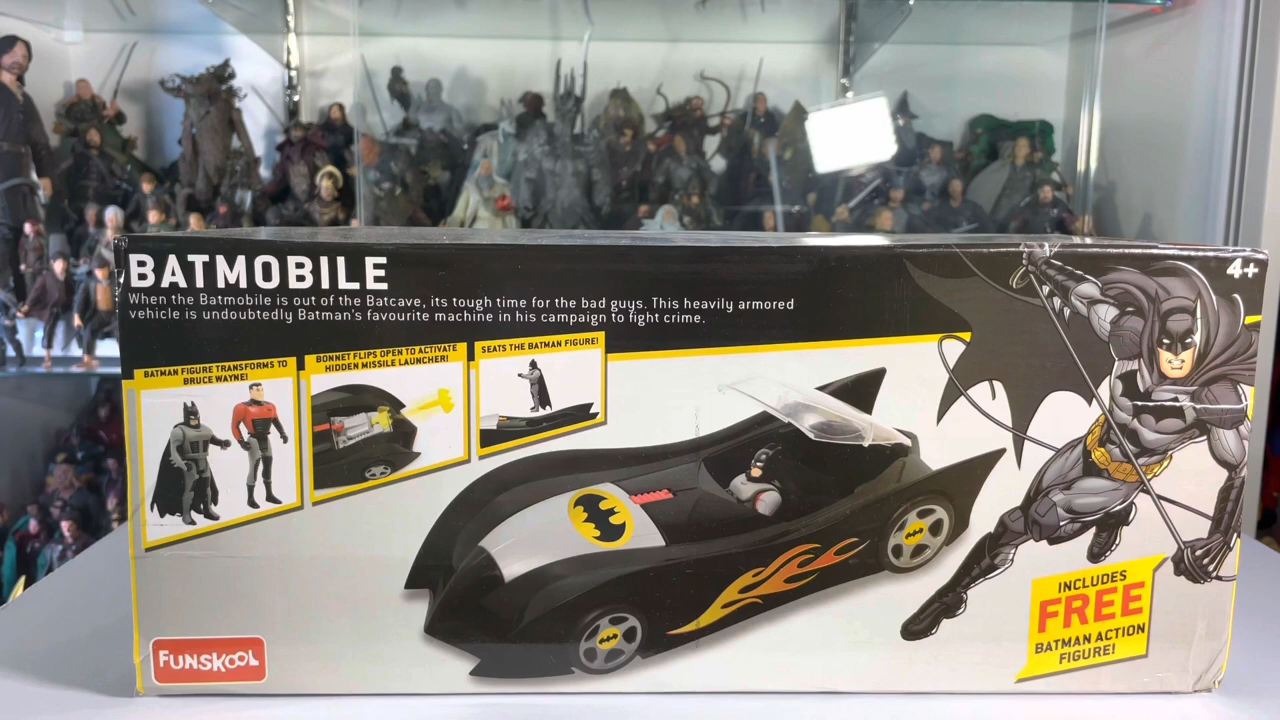 BATMOBILE
4+
When the Batmobile is out of the Batcave, its tough time for the bad guys. This heavily armored
vehicle is undoubtedly Batman's favourite machine in his campaign to fight crime.
BATMAN FIGURE TRANSFORMS TO
BRUCE WAYNE!
BONNET FLIPS OPEN TO ACTIVATE
HIDDEN MISSILE LAUNCHER!
SEATS THE BATMAN FIGURE!
INCLUDES
FREE
BATMAN ACTION
FIGURE!
FUNSKOOL